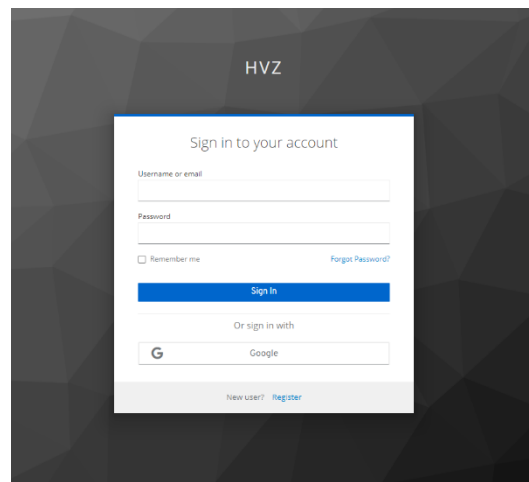 HVZ
Sign in to your account
Username or email
Password
Remember me Forgot Password?
Sign In
Or sign in with
G Google
New user? Register